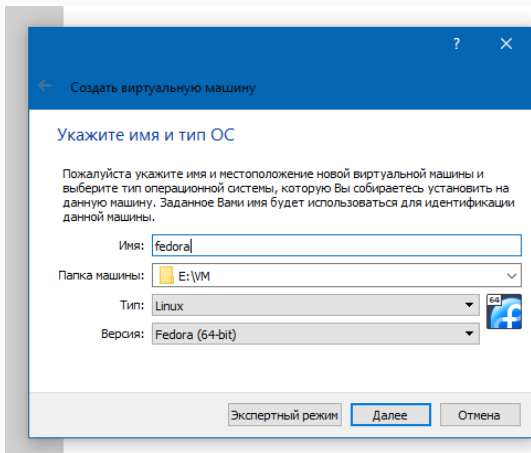 ?
Создать виртуальную машину
Укажите имя и тип ОС
Пожалуйста укажите имя и местоположение новой виртуальной машины и
выберите тип операционной системы, которую Вы собираетесь установить на
данную машину. Заданное Вами имя будет использоваться для идентификации
данной машины.
Имя: fedora
Папка машины: E:\VM
Тип: Linux
64
Версия: Fedora (64-bit)
Экспертный режим Далее Отмена